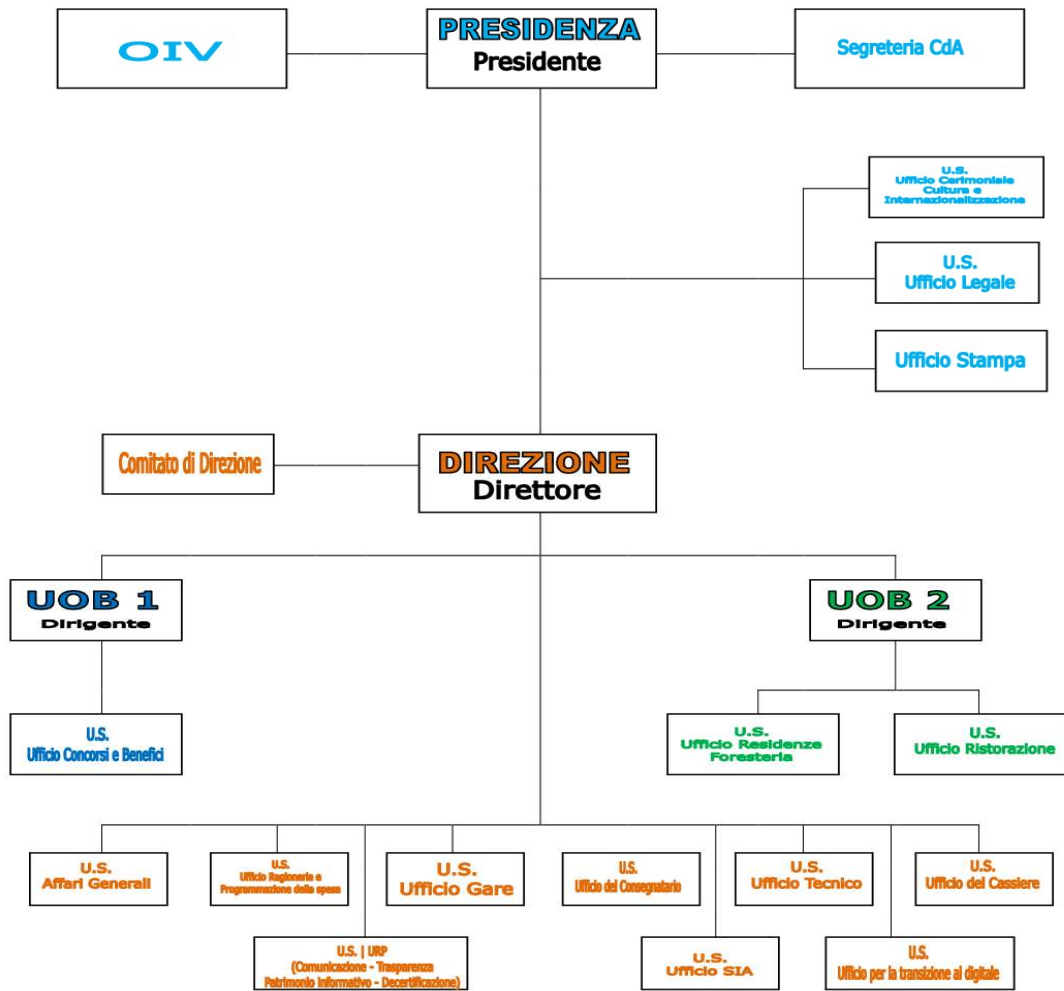 OIV
PRESIDENZA
Presidente
Segreteria CdA
U.S.
Ufficio Cerimoniale
Cultura e
Internazionalizzazione
U.S.
Ufficio Legale
Ufficio Stampa
Comitato di Direzione
DIREZIONE
Direttore
UOB 1
Dirigente
UOB 2
Dirigente
U.S.
Ufficio Concorsi e Benefici
U.S.
Ufficio Residenze
Foresteria
U.S.
Ufficio Ristorazione
U.S.
Affari Generali
U.S.
Ufficio Ragioneria e
Programmazione della spesa
U.S.
Ufficio Gare
U.S.
Ufficio del Consegnatario
U.S.
Ufficio Tecnico
U.S.
Ufficio del Cassiere
U.S. | URP
(Comunicazione - Trasparenza
Patrimonio Informativo - Decertificazione)
U.S.
Ufficio SIA
U.S.
Ufficio per la transizione al digitale